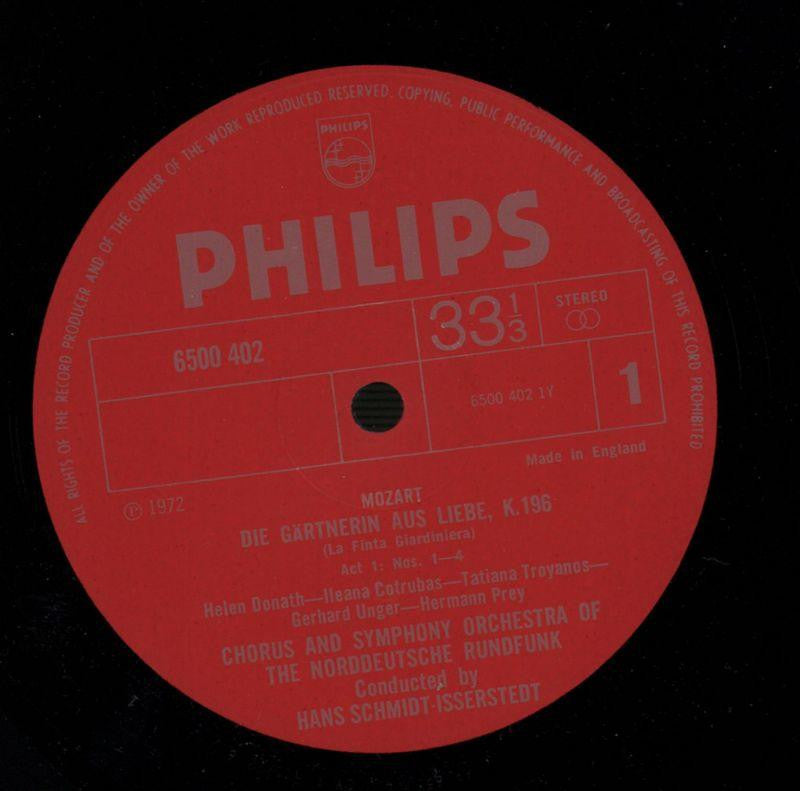 ALL RIGHTS OF THE RECORD PRODUCER AND OF THE OWNER OF THE WORK REPRODUCED RESERVED. COPYING, PUBLIC PERFORMANCE AND BROADCASTING OF THIS RECORD PROHIBITED
PHILIPS
PHILIPS
6500 402
33 1/3
STEREO
6500 402 1Y
1
Made in England
Ⓟ 1972
MOZART
DIE GÄRTNERIN AUS LIEBE, K.196
(La Finta Giardiniera)
Act 1: Nos. 1—4
Helen Donath—Ileana Cotrubas—Tatiana Troyanos—
Gerhard Unger—Hermann Prey
CHORUS AND SYMPHONY ORCHESTRA OF
THE NORDDEUTSCHE RUNDFUNK
Conducted by
HANS SCHMIDT-ISSERSTEDT